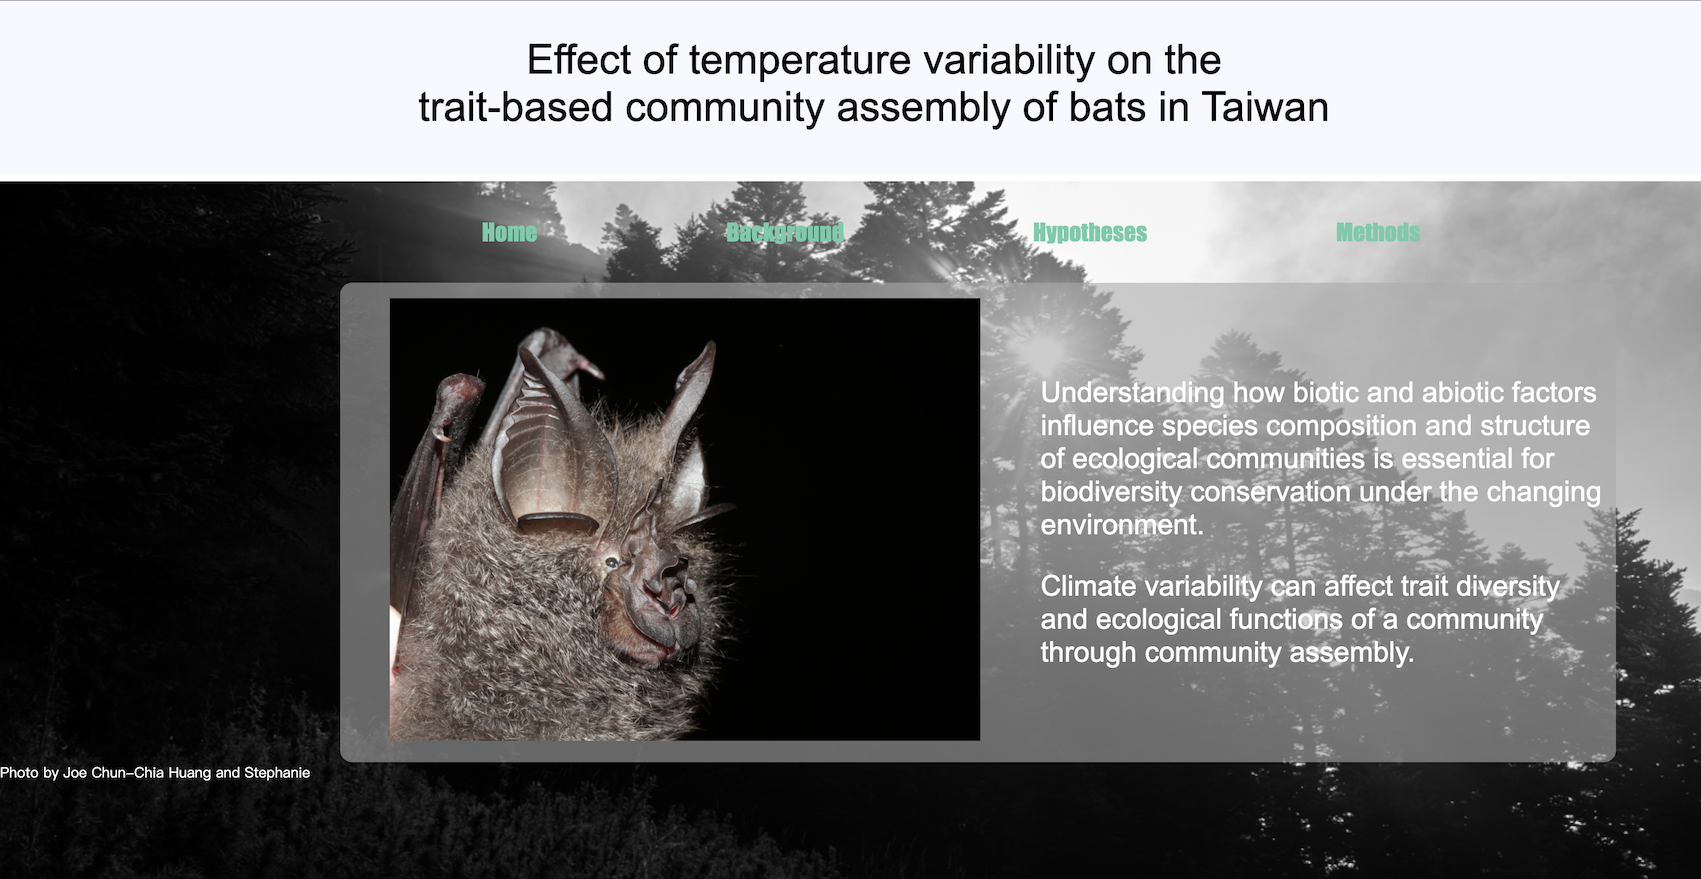 Effect of temperature variability on the
trait-based community assembly of bats in Taiwan
Home Background Hypotheses Methods
Understanding how biotic and abiotic factors
influence species composition and structure
of ecological communities is essential for
biodiversity conservation under the changing
environment.
Climate variability can affect trait diversity
and ecological functions of a community
through community assembly.
Photo by Joe Chun–Chia Huang and Stephanie